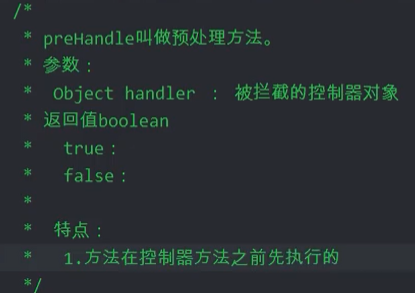 /*
* preHandle叫做预处理方法。
* 参数：
* Object handler ： 被拦截的控制器对象
* 返回值boolean
* true：
* false：
*
* 特点：
* 1.方法在控制器方法之前先执行的
*/